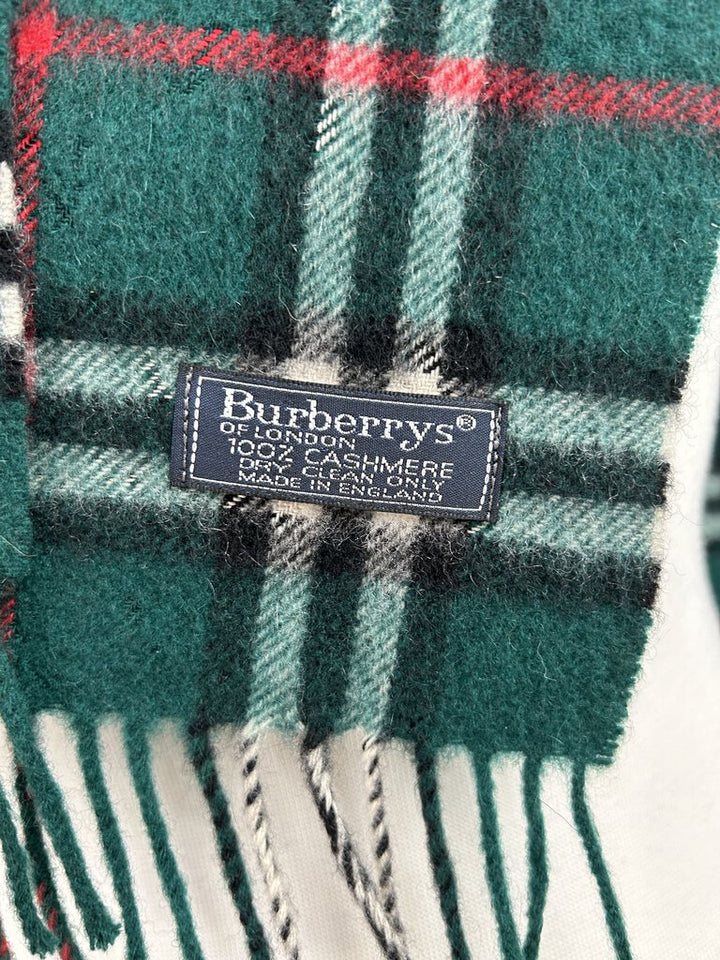 Burberrys®
OF LONDON
100% CASHMERE
DRY CLEAN ONLY
MADE IN ENGLAND